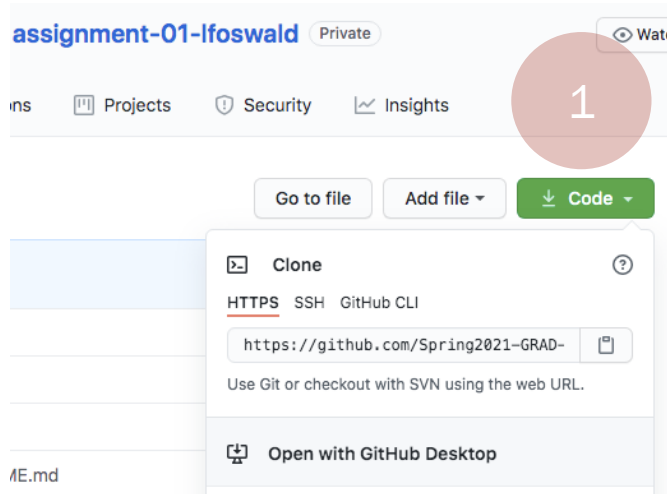 assignment-01-lfoswald Private
Wat
ns Projects Security Insights
1
Go to file Add file Code
Clone
HTTPS SSH GitHub CLI
https://github.com/Spring2021-GRAD-
Use Git or checkout with SVN using the web URL.
Open with GitHub Desktop
ME.md